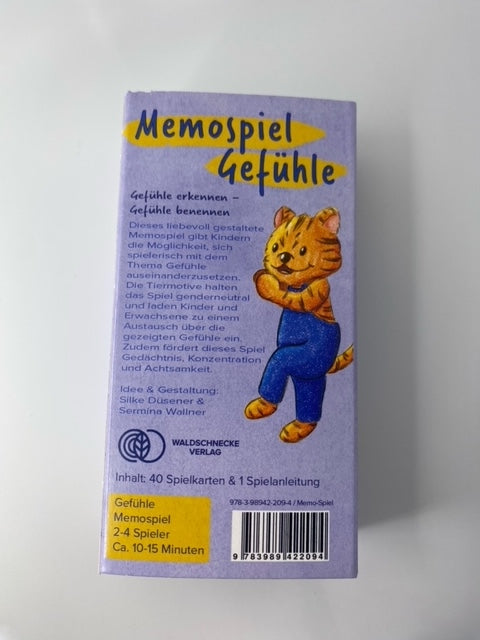 Memospiel
Gefühle
Gefühle erkennen –
Gefühle benennen
Dieses liebevoll gestaltete
Memospiel gibt Kindern
die Möglichkeit, sich
spielerisch mit dem
Thema Gefühle
auseinanderzusetzen.
Die Tiermotive halten
das Spiel genderneutral
und laden Kinder und
Erwachsene zu einem
Austausch über die
gezeigten Gefühle ein.
Zudem fördert dieses Spiel
Gedächtnis, Konzentration
und Achtsamkeit.
Idee & Gestaltung:
Silke Düsener &
Sermina Wallner
WALDSCHNECKE
VERLAG
Inhalt: 40 Spielkarten & 1 Spielanleitung
978-3-98942-209-4 / Memo-Spiel
Gefühle
Memospiel
2-4 Spieler
Ca. 10-15 Minuten
9 783989 422094